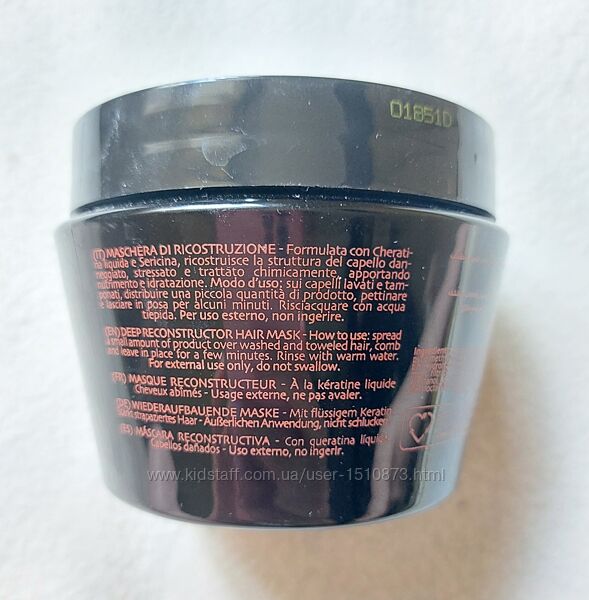 01851D
(IT) MASCHERA DI RICOSTRUZIONE - Formulata con Cherati-
na liquida e Sericina, ricostruisce la struttura del capello dan-
neggiato, stressato e trattato chimicamente, apportando
nutrimento e idratazione. Modo d'uso: sui capelli lavati e tam-
ponati, distribuire una piccola quantità di prodotto, pettinare
e lasciare in posa per alcuni minuti. Risciacquare con acqua
tiepida. Per uso esterno, non ingerire.
(EN) DEEP RECONSTRUCTOR HAIR MASK - How to use: spread
a small amount of product over washed and toweled hair, comb
and leave in place for a few minutes. Rinse with warm water.
For external use only, do not swallow.
(FR) MASQUE RECONSTRUCTEUR - À la kératine liquide
Cheveux abîmés - Usage externe, ne pas avaler.
(DE) WIEDERAUFBAUENDE MASKE - Mit flüssigem Keratin
Stark strapaziertes Haar - Äußerlichen Anwendung, nicht schlucken.
(ES) MÁSCARA RECONSTRUCTIVA - Con queratina líquida
Cabellos dañados - Uso externo, no ingerir.
www.kidstaff.com.ua/user-1510873.html